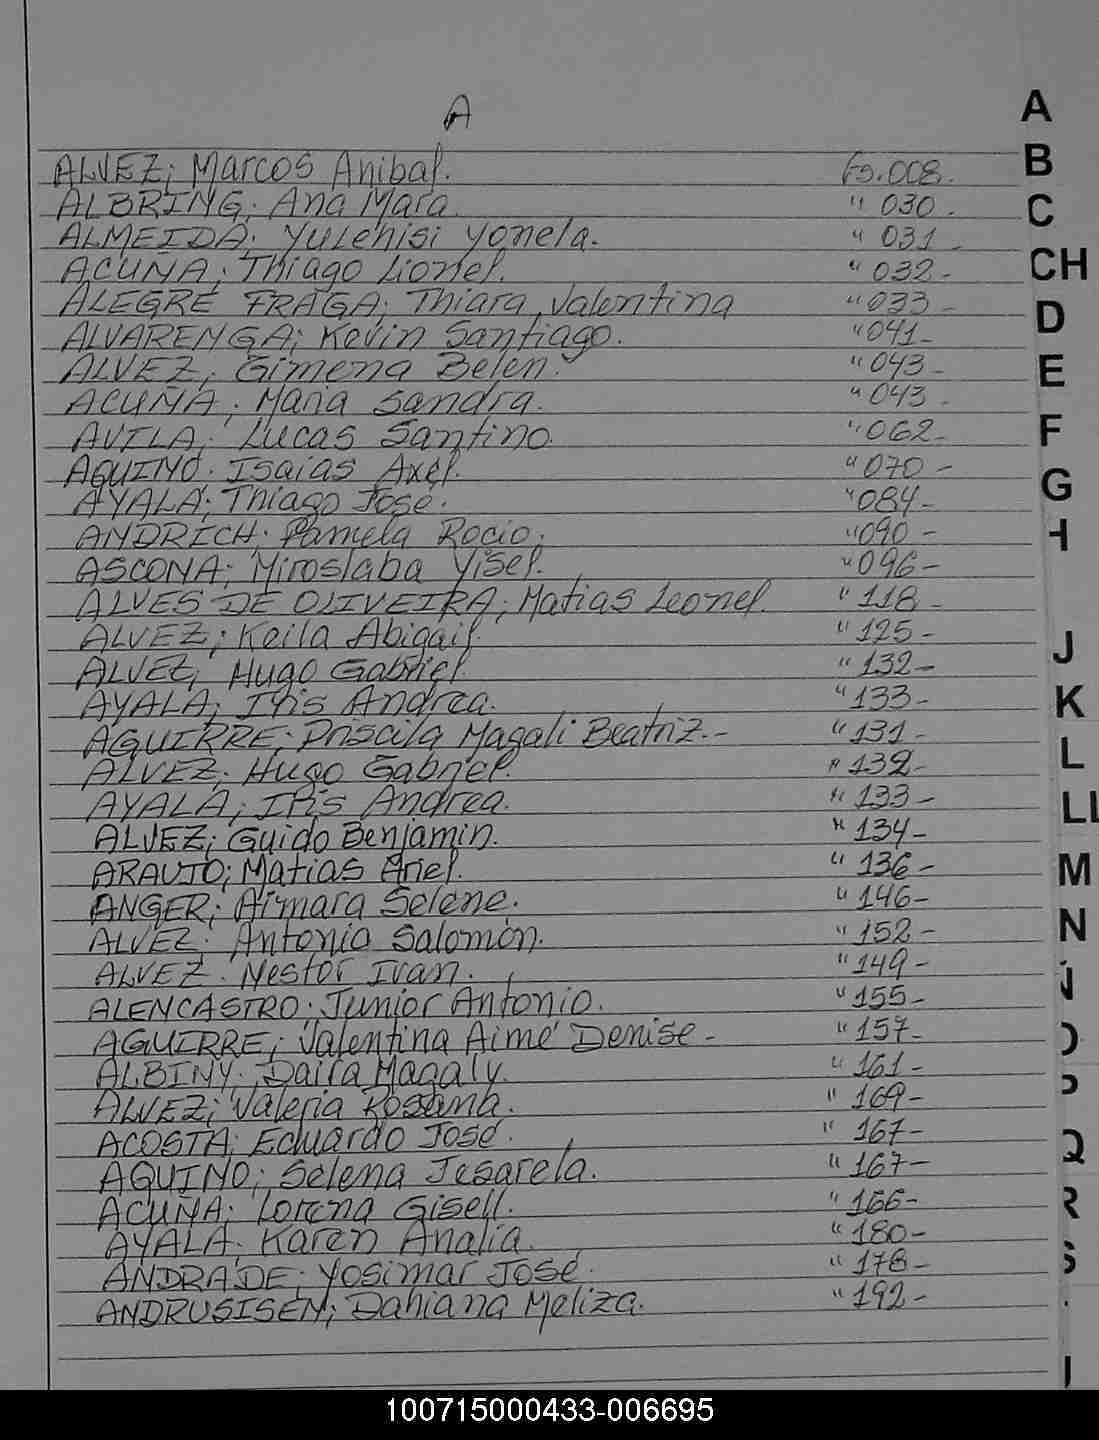 A
ALVEZ; Marcos Anibal. Fs. 008.
ALBRING; Ana Mara. " 030.
ALMEIDA; Yulenisi Yonela. " 031-
ACUÑA; Thiago Lionel. " 032-
ALEGRE FRAGA; Thiara Valentina " 033-
ALVARENGA; Kevin Santiago. " 041-
ALVEZ; Gimena Belen. " 043-
ACUÑA; Maria Sandra. " 043-
AVILA; Lucas Santino. " 062-
AQUINO. Isaias Axel. " 070-
AYALA; Thiago José. " 084-
ANDRICH; Pamela Rocio. " 090-
ASCONA; Miroslaba Yisel. " 096-
ALVES DE OLIVEIRA; Matias Leonel. " 118-
ALVEZ; Keila Abigail. " 125-
ALVEZ, Hugo Gabriel. " 132-
AYALA; Iris Andrea. " 133-
AGUIRRE; Priscila Magali Beatriz.- " 131-
ALVEZ; Hugo Gabriel. " 132-
AYALA; Iris Andrea. " 133-
ALVEZ; Guido Benjamin. " 134-
ARAUJO; Matias Ariel. " 136-
ANGER; Aimara Selene. " 146-
ALVEZ; Antonio Salomón. " 152-
ALVEZ. Nestor Ivan. " 149-
ALENCASTRO; Junior Antonio. " 155-
AGUIRRE; Valentina Aimé Denise- " 157-
ALBINY; Daira Magaly. " 161-
ALVEZ; Valeria Rosana. " 169-
ACOSTA; Eduardo José. " 167-
AQUINO; Selena Jesarela. " 167-
ACUÑA; Lorena Gisell. " 166-
AYALA; Karen Analía. " 180-
ANDRADE; Yosimar José. " 178-
ANDRUSISEN; Dahiana Meliza. " 192-
A
B
C
CH
D
E
F
G
J
K
L
LL
M
N
O
P
Q
R
S
100715000433-006695